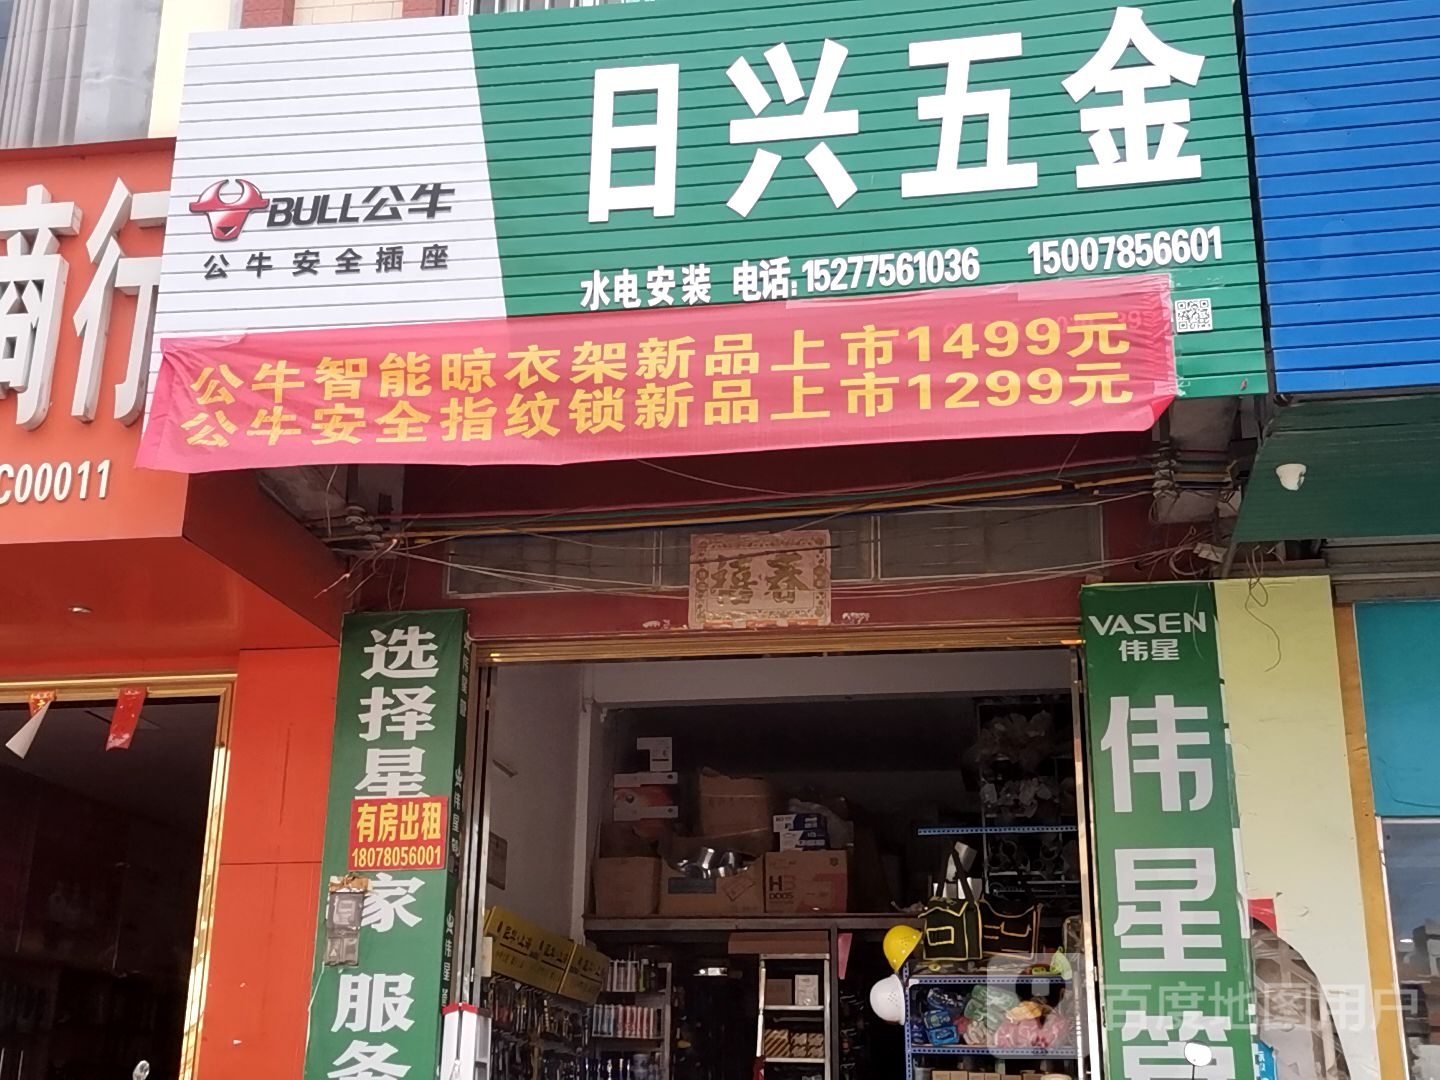 日兴五金
BULL公牛
公牛安全插座
水电安装 电话:15277561036 15007856601
公牛智能晾衣架新品上市1499元
公牛安全指纹锁新品上市1299元
商行
C00011
春禧
选择星
家 服务
有房出租
18078056001
VASEN
伟星
伟星管
百度地图用户